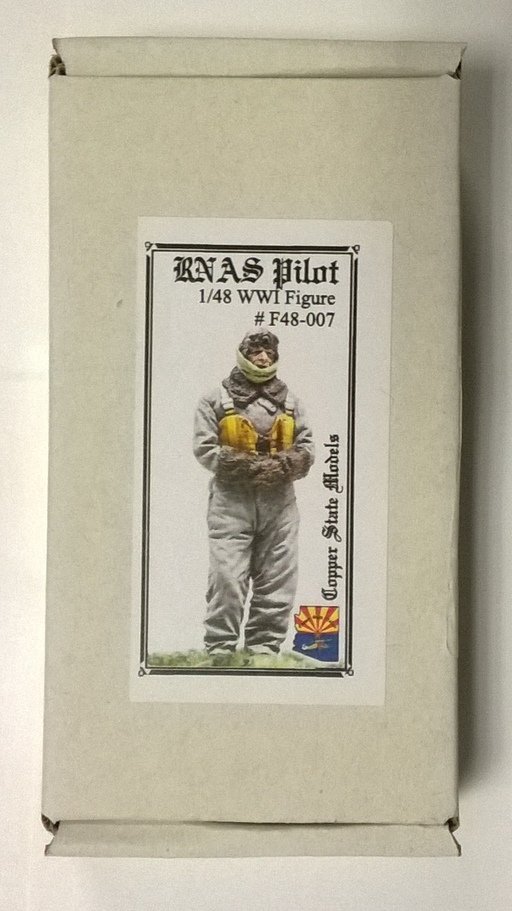 RNAS Pilot
1/48 WWI Figure
# F48-007
Copper State Models